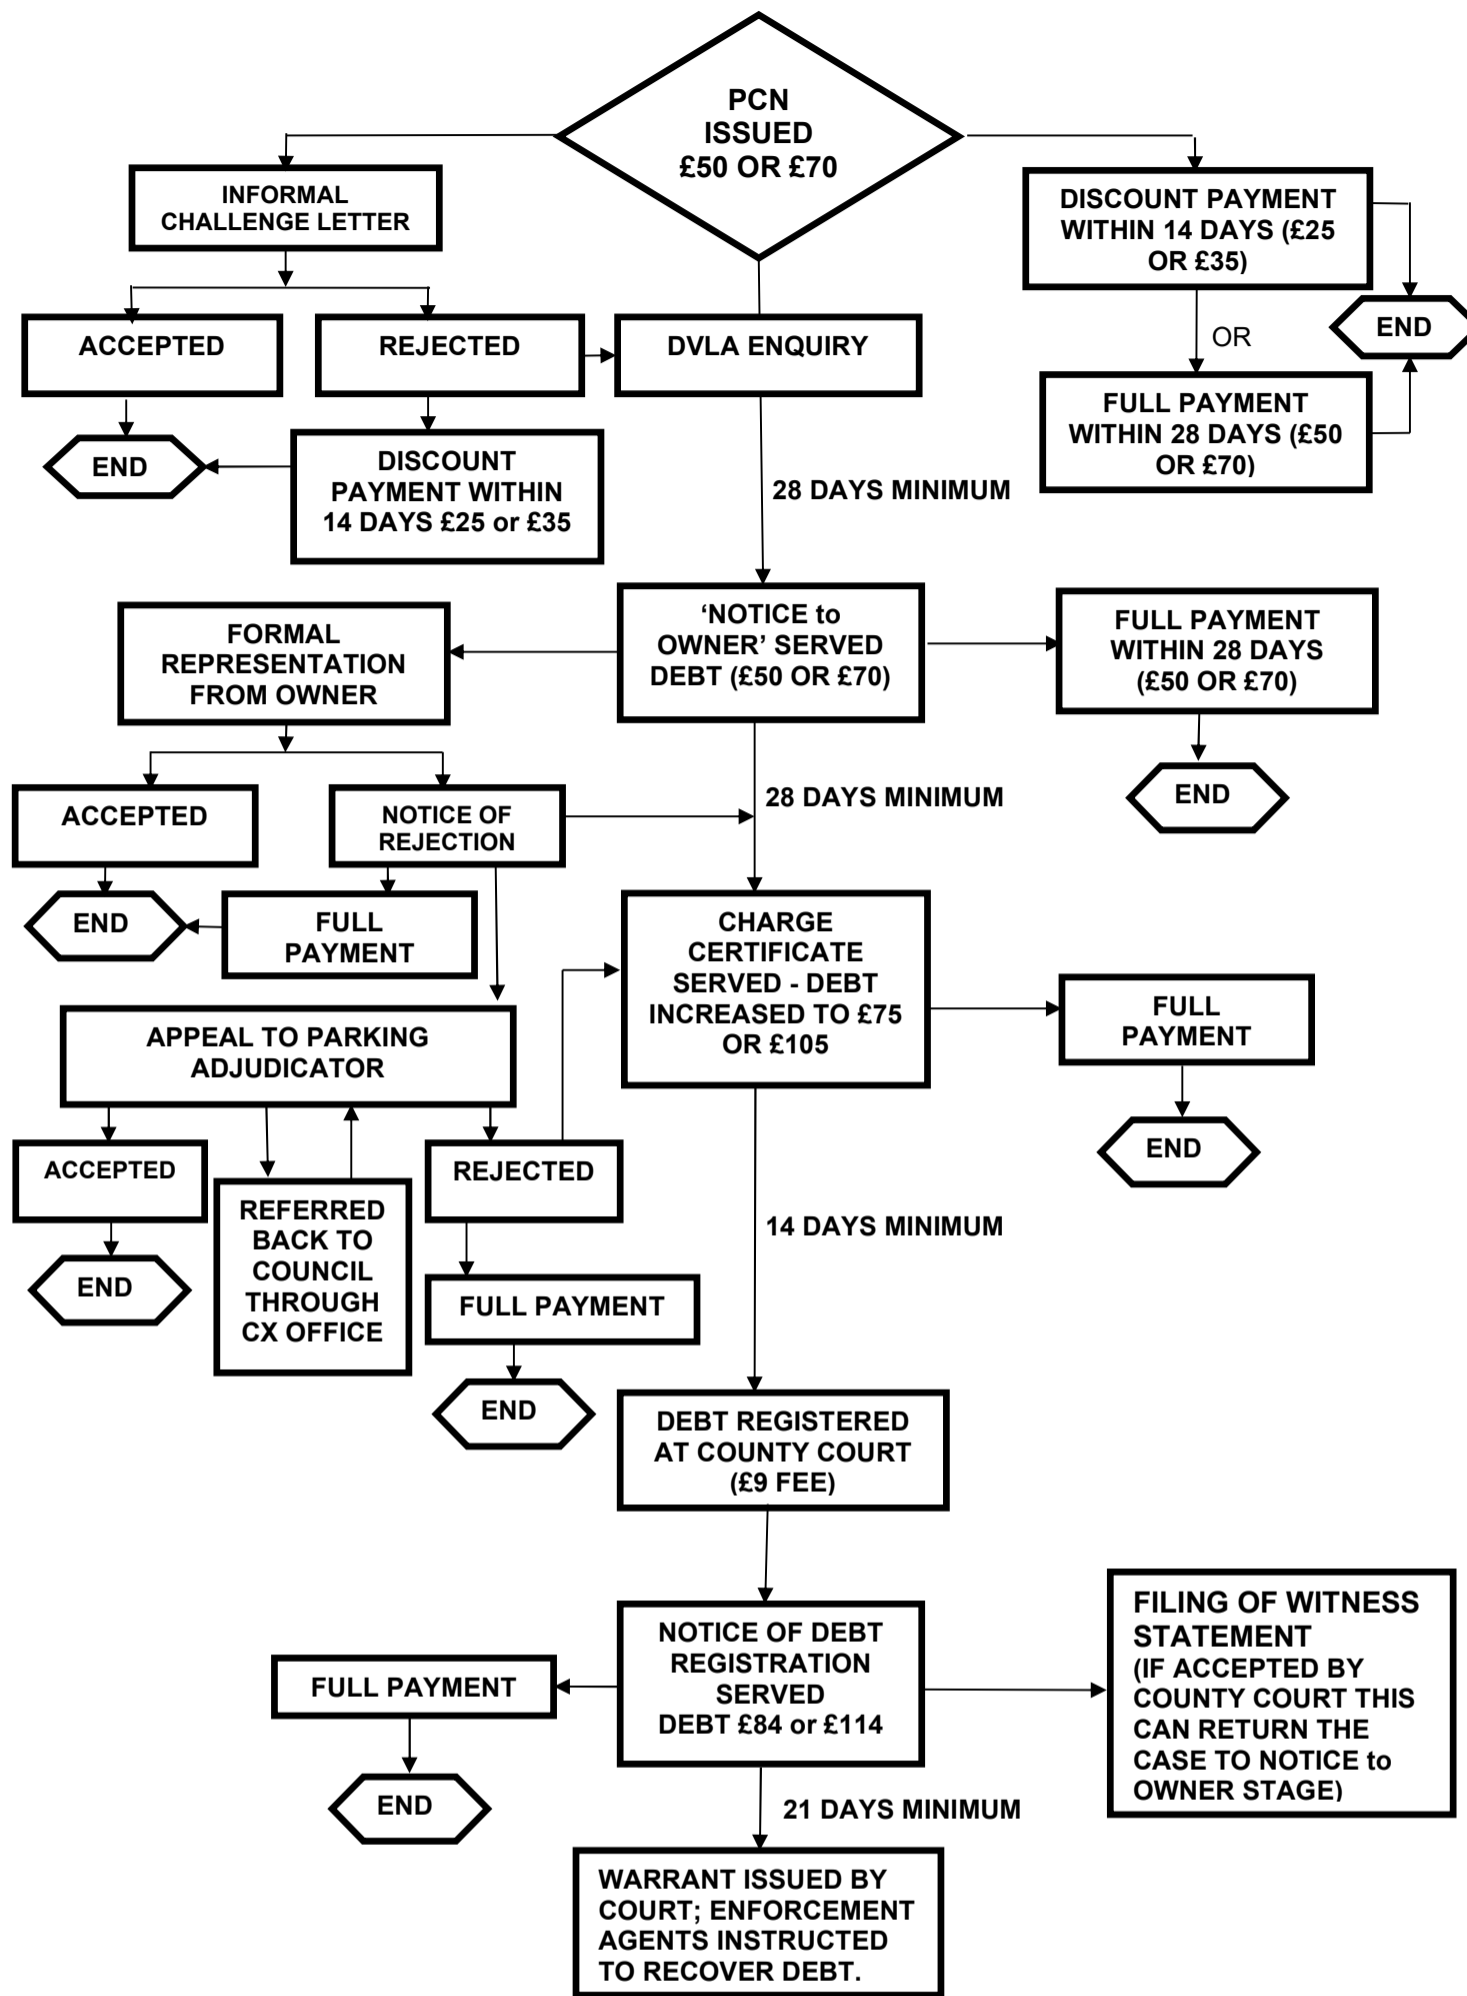 PCN
ISSUED
£50 OR £70
INFORMAL
CHALLENGE LETTER
DISCOUNT PAYMENT
WITHIN 14 DAYS (£25
OR £35)
END
OR
ACCEPTED
REJECTED
DVLA ENQUIRY
FULL PAYMENT
WITHIN 28 DAYS (£50
OR £70)
END
DISCOUNT
PAYMENT WITHIN
14 DAYS £25 or £35
28 DAYS MINIMUM
‘NOTICE to
OWNER’ SERVED
DEBT (£50 OR £70)
FORMAL
REPRESENTATION
FROM OWNER
FULL PAYMENT
WITHIN 28 DAYS
(£50 OR £70)
END
ACCEPTED
NOTICE OF
REJECTION
28 DAYS MINIMUM
END
FULL
PAYMENT
CHARGE
CERTIFICATE
SERVED - DEBT
INCREASED TO £75
OR £105
FULL
PAYMENT
END
APPEAL TO PARKING
ADJUDICATOR
ACCEPTED
REJECTED
REFERRED
BACK TO
COUNCIL
THROUGH
CX OFFICE
END
14 DAYS MINIMUM
FULL PAYMENT
END
DEBT REGISTERED
AT COUNTY COURT
(£9 FEE)
NOTICE OF DEBT
REGISTRATION
SERVED
DEBT £84 or £114
FULL PAYMENT
END
FILING OF WITNESS
STATEMENT
(IF ACCEPTED BY
COUNTY COURT THIS
CAN RETURN THE
CASE TO NOTICE to
OWNER STAGE)
21 DAYS MINIMUM
WARRANT ISSUED BY
COURT; ENFORCEMENT
AGENTS INSTRUCTED
TO RECOVER DEBT.